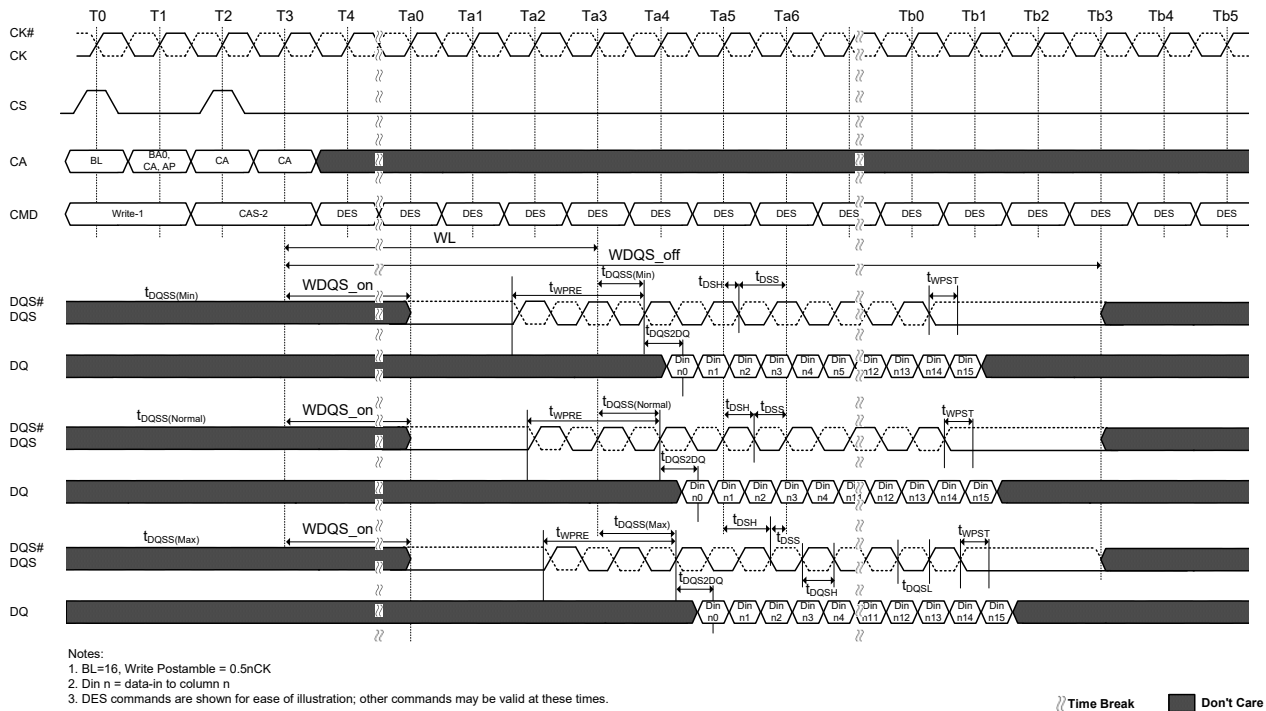 T0 T1 T2 T3 T4 Ta0 Ta1 Ta2 Ta3 Ta4 Ta5 Ta6 Tb0 Tb1 Tb2 Tb3 Tb4 Tb5
CK#
CK
CS
CA BL BA0, CA, AP CA CA
CMD Write-1 CAS-2 DES DES DES DES DES DES DES DES DES DES DES DES DES DES DES
WL
WDQS_off
DQS#
DQS
tDQSS(Min) WDQS_on tWPRE tDQSS(Min) tDSH tDSS tWPST
tDQS2DQ
DQ Din n0 Din n1 Din n2 Din n3 Din n4 Din n5 Din n12 Din n13 Din n14 Din n15
DQS#
DQS
tDQSS(Normal) WDQS_on tWPRE tDQSS(Normal) tDSH tDSS tWPST
tDQS2DQ
DQ Din n0 Din n1 Din n2 Din n3 Din n4 Din Din n12 Din n13 Din n14 Din n15
DQS#
DQS
tDQSS(Max) WDQS_on tWPRE tDQSS(Max) tDSH tDSS tWPST
tDQS2DQ tDQSH tDQSL
DQ Din n0 Din n1 Din n2 Din n3 Din n4 Din n11 Din n12 Din n13 Din n14 Din n15
Notes:
1. BL=16, Write Postamble = 0.5nCK
2. Din n = data-in to column n
3. DES commands are shown for ease of illustration; other commands may be valid at these times.
Time Break Don't Care